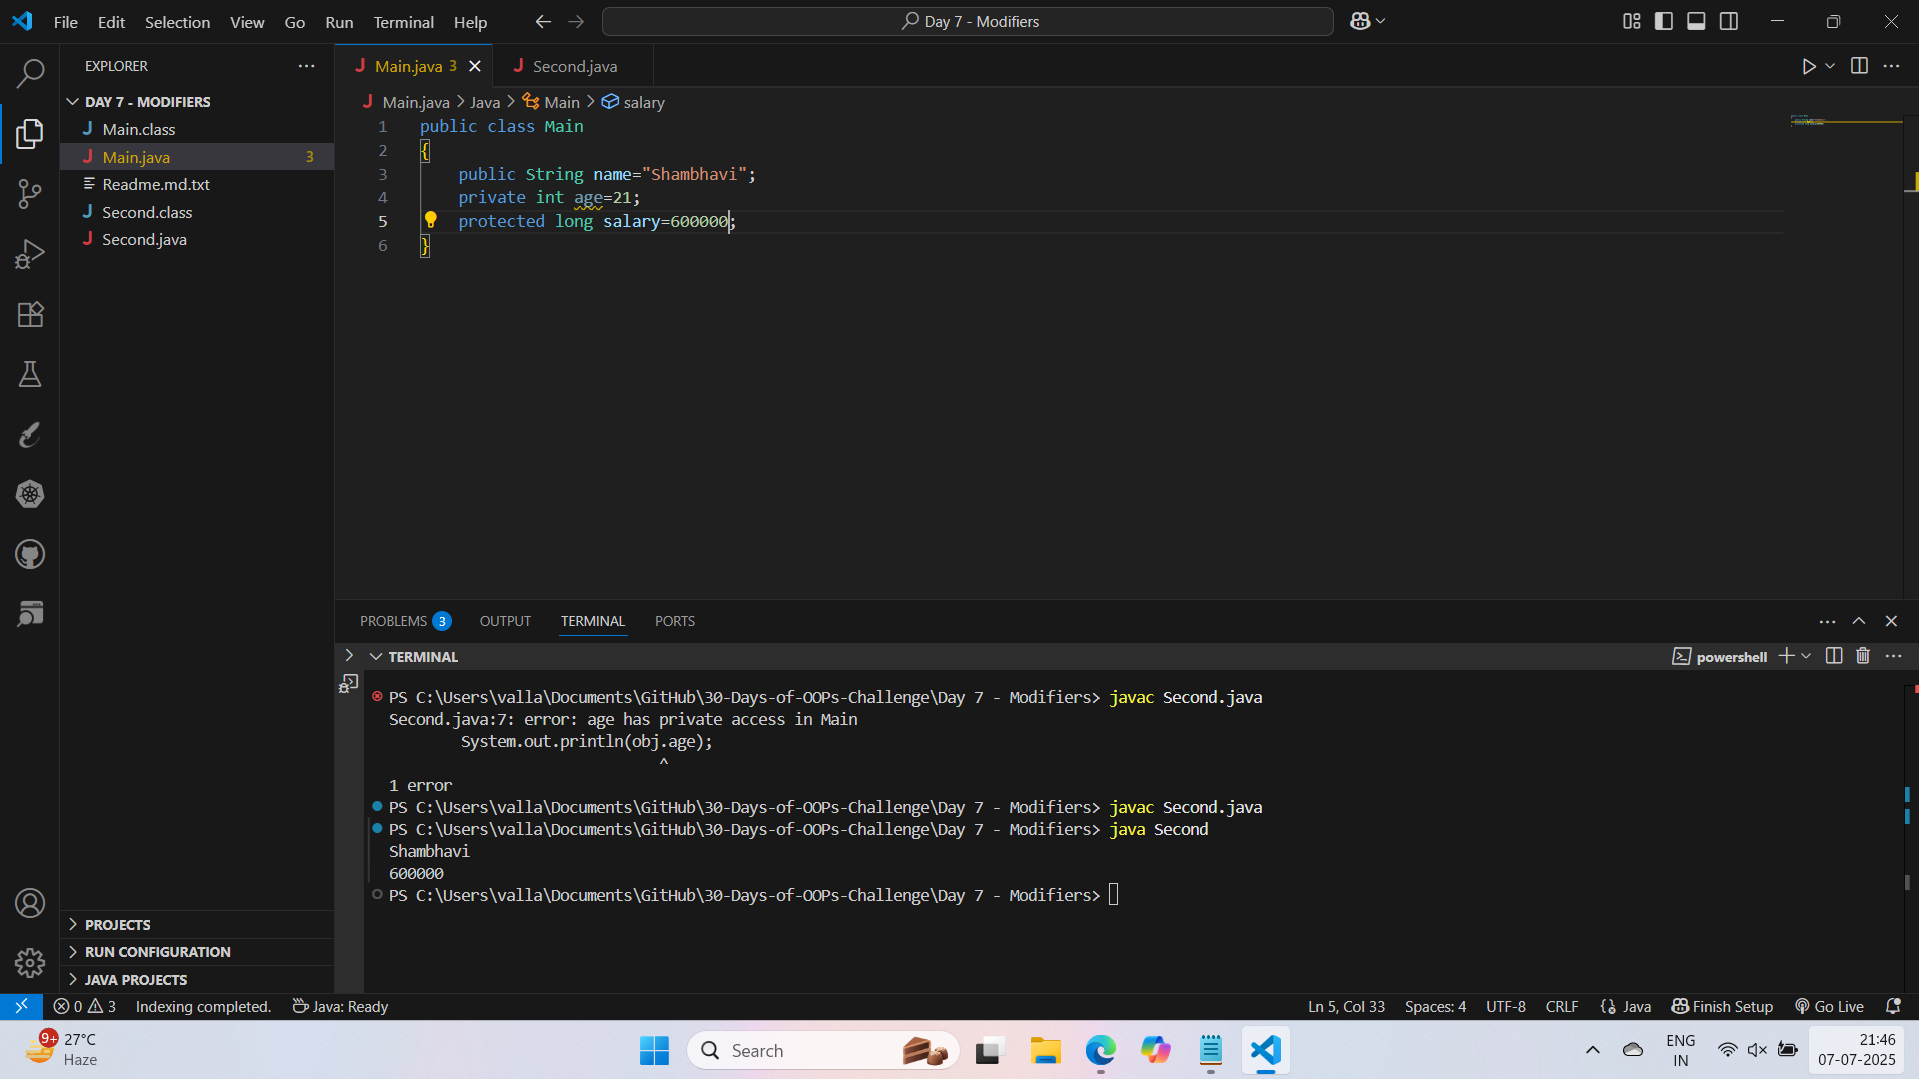 File Edit Selection View Go Run Terminal Help
Day 7 - Modifiers
EXPLORER
DAY 7 - MODIFIERS
Main.class
Main.java 3
Readme.md.txt
Second.class
Second.java
PROJECTS
RUN CONFIGURATION
JAVA PROJECTS
Main.java 3 Second.java
Main.java > Java > Main > salary
1 public class Main
2 {
3 public String name="Shambhavi";
4 private int age=21;
5 protected long salary=600000;
6 }
PROBLEMS 3 OUTPUT TERMINAL PORTS
TERMINAL
powershell
PS C:\Users\valla\Documents\GitHub\30-Days-of-OOPs-Challenge\Day 7 - Modifiers> javac Second.java
Second.java:7: error: age has private access in Main
System.out.println(obj.age);
^
1 error
PS C:\Users\valla\Documents\GitHub\30-Days-of-OOPs-Challenge\Day 7 - Modifiers> javac Second.java
PS C:\Users\valla\Documents\GitHub\30-Days-of-OOPs-Challenge\Day 7 - Modifiers> java Second
Shambhavi
600000
PS C:\Users\valla\Documents\GitHub\30-Days-of-OOPs-Challenge\Day 7 - Modifiers>
0 3 Indexing completed. Java: Ready Ln 5, Col 33 Spaces: 4 UTF-8 CRLF {} Java Finish Setup Go Live
9+ 27°C
Haze
Search
ENG
IN
21:46
07-07-2025